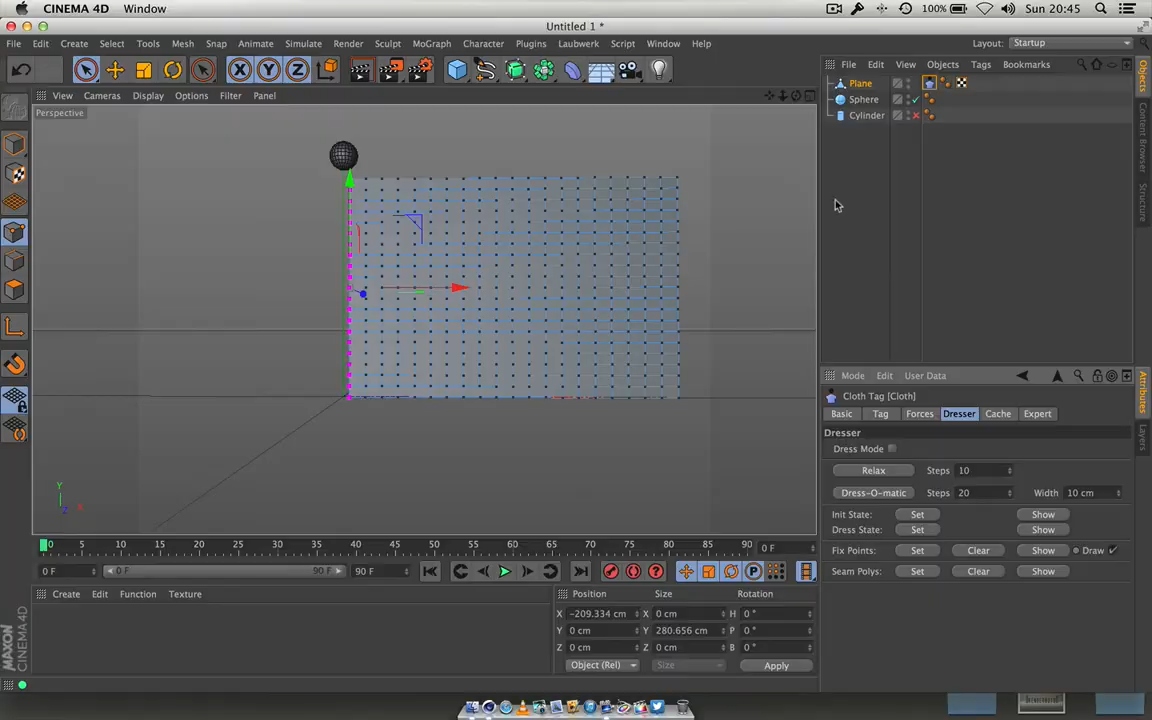 CINEMA 4D Window 100% Sun 20:45
Untitled 1 *
File Edit Create Select Tools Mesh Snap Animate Simulate Render Sculpt MoGraph Character Plugins Laubwerk Script Window Help Layout: Startup
X Y Z
View Cameras Display Options Filter Panel
Perspective
File Edit View Objects Tags Bookmarks
Plane
Sphere
Cylinder
Objects
Content Browser
Structure
Mode Edit User Data
Cloth Tag [Cloth]
Basic Tag Forces Dresser Cache Expert
Dresser
Dress Mode
Relax Steps 10
Dress-O-matic Steps 20 Width 10 cm
Init State: Set Show
Dress State: Set Show
Fix Points: Set Clear Show Draw
Seam Polys: Set Clear Show
Attributes
Layers
Y
X
Z
0 5 10 15 20 25 30 35 40 45 50 55 60 65 70 75 80 85 90 0 F
0 F 0 F 90 F 90 F
P
Create Edit Function Texture
Position Size Rotation
X -209.334 cm X 0 cm H 0 °
Y 0 cm Y 280.656 cm P 0 °
Z 0 cm Z 0 cm B 0 °
Object (Rel) Size Apply
MAXON
CINEMA 4D